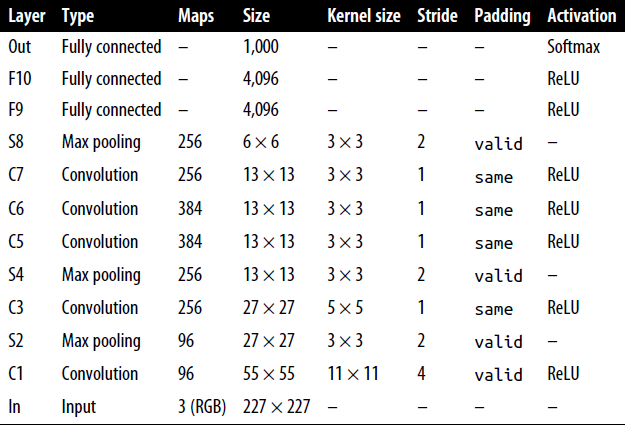 Layer Type Maps Size Kernel size Stride Padding Activation
Out Fully connected – 1,000 – – – Softmax
F10 Fully connected – 4,096 – – – ReLU
F9 Fully connected – 4,096 – – – ReLU
S8 Max pooling 256 6 × 6 3 × 3 2 valid –
C7 Convolution 256 13 × 13 3 × 3 1 same ReLU
C6 Convolution 384 13 × 13 3 × 3 1 same ReLU
C5 Convolution 384 13 × 13 3 × 3 1 same ReLU
S4 Max pooling 256 13 × 13 3 × 3 2 valid –
C3 Convolution 256 27 × 27 5 × 5 1 same ReLU
S2 Max pooling 96 27 × 27 3 × 3 2 valid –
C1 Convolution 96 55 × 55 11 × 11 4 valid ReLU
In Input 3 (RGB) 227 × 227 – – – –